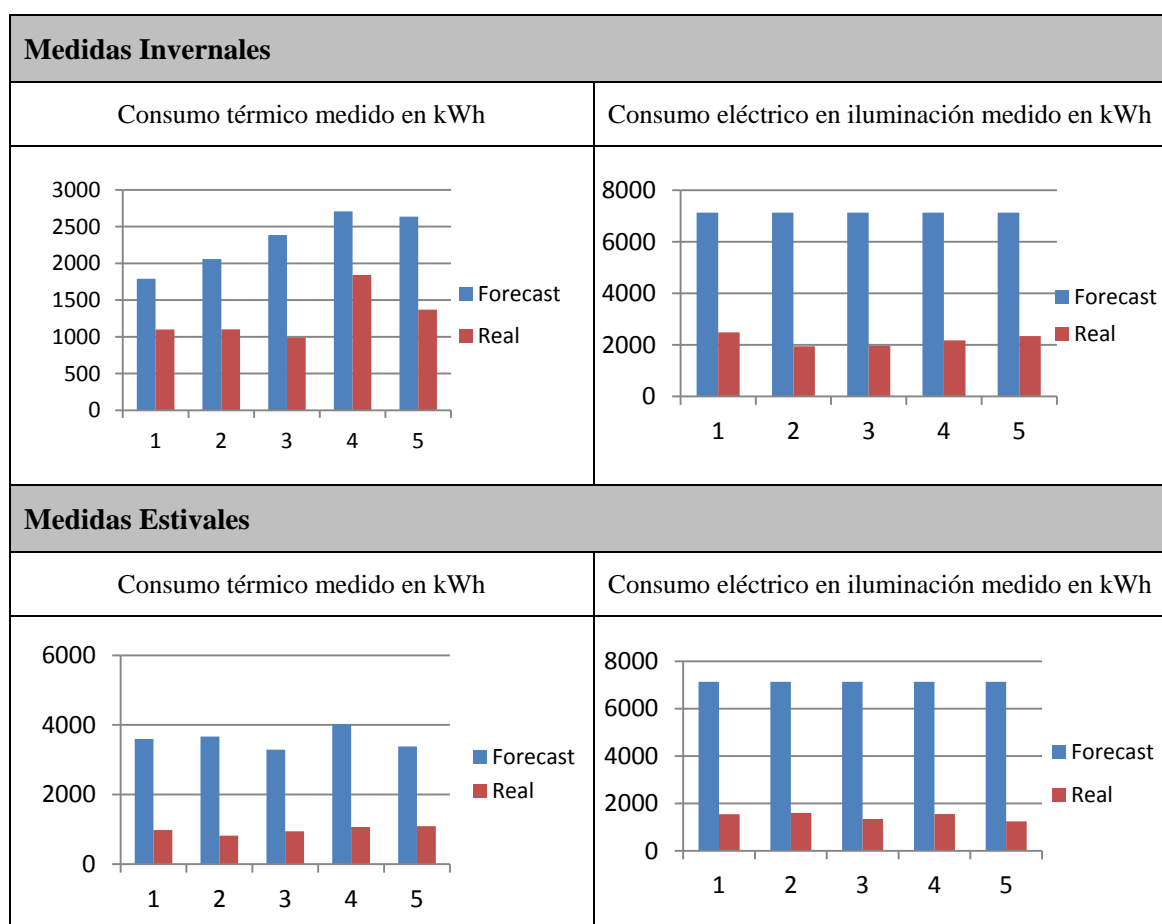 Medidas Invernales
Consumo térmico medido en kWh
Consumo eléctrico en iluminación medido en kWh
3000
2500
2000
1500
1000
500
0
1 2 3 4 5
Forecast
Real
8000
6000
4000
2000
0
1 2 3 4 5
Forecast
Real
Medidas Estivales
Consumo térmico medido en kWh
Consumo eléctrico en iluminación medido en kWh
6000
4000
2000
0
1 2 3 4 5
Forecast
Real
8000
6000
4000
2000
0
1 2 3 4 5
Forecast
Real